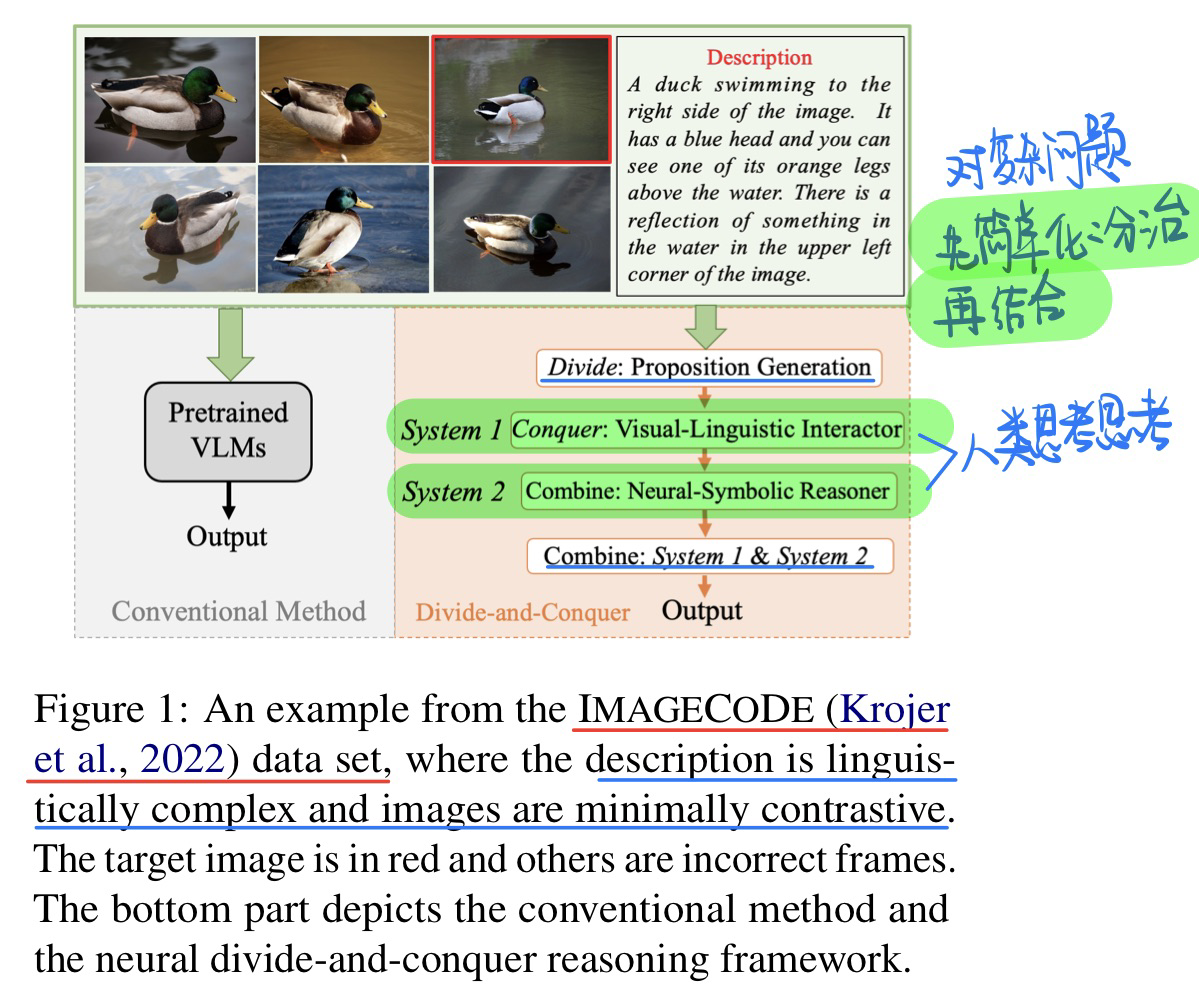 Description
A duck swimming to the
right side of the image. It
has a blue head and you can
see one of its orange legs
above the water. There is a
reflection of something in
the water in the upper left
corner of the image.
对复杂问题
先简单化分治
再结合
Pretrained
VLMs
Output
Conventional Method
Divide: Proposition Generation
System 1 Conquer: Visual-Linguistic Interactor
System 2 Combine: Neural-Symbolic Reasoner
人类思考思考
Combine: System 1 & System 2
Divide-and-Conquer Output
Figure 1: An example from the IMAGECODE (Krojer
et al., 2022) data set, where the description is linguis-
tically complex and images are minimally contrastive.
The target image is in red and others are incorrect frames.
The bottom part depicts the conventional method and
the neural divide-and-conquer reasoning framework.